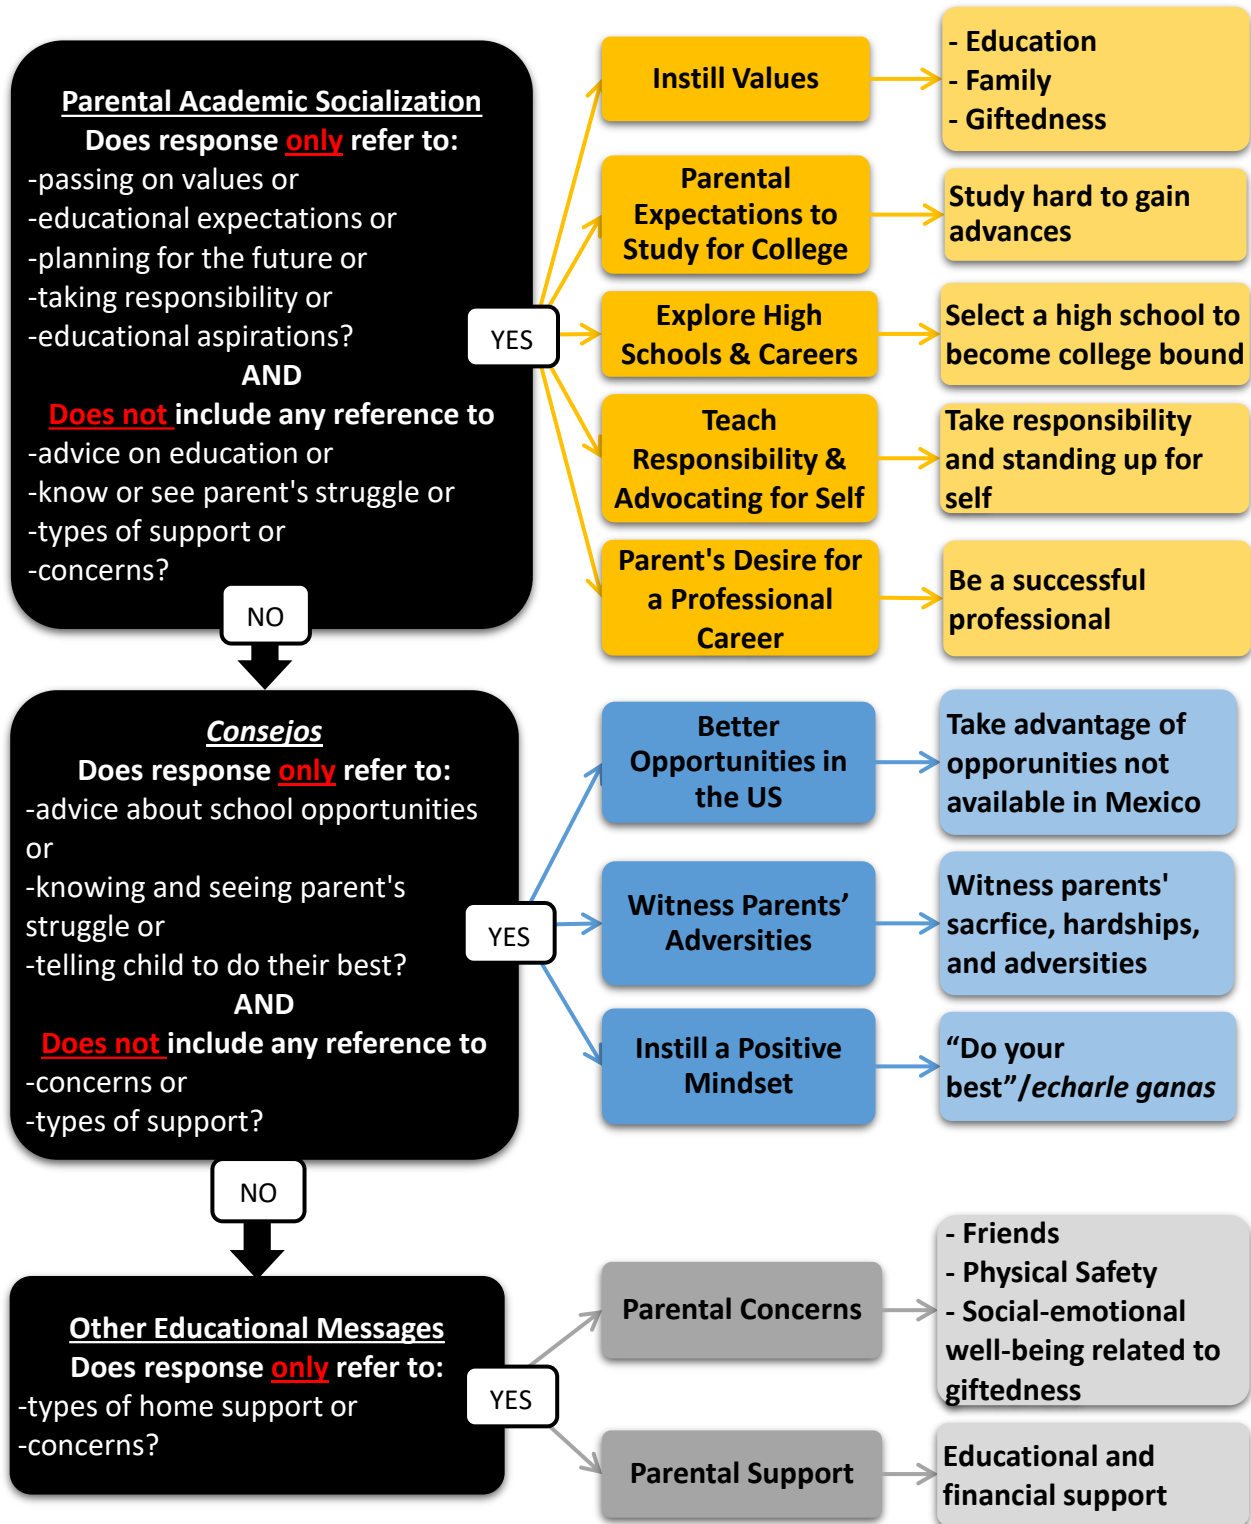 Parental Academic Socialization
Does response only refer to:
-passing on values or
-educational expectations or
-planning for the future or
-taking responsibility or
-educational aspirations?
AND
Does not include any reference to
-advice on education or
-know or see parent's struggle or
-types of support or
-concerns?
YES
NO
Instill Values
- Education
- Family
- Giftedness
Parental
Expectations to
Study for College
Study hard to gain
advances
Explore High
Schools & Careers
Select a high school to
become college bound
Teach
Responsibility &
Advocating for Self
Take responsibility
and standing up for
self
Parent's Desire for
a Professional
Career
Be a successful
professional
Consejos
Does response only refer to:
-advice about school opportunities
or
-knowing and seeing parent's
struggle or
-telling child to do their best?
AND
Does not include any reference to
-concerns or
-types of support?
YES
NO
Better
Opportunities in
the US
Take advantage of
opporunities not
available in Mexico
Witness Parents’
Adversities
Witness parents'
sacrfice, hardships,
and adversities
Instill a Positive
Mindset
“Do your
best”/echarle ganas
Other Educational Messages
Does response only refer to:
-types of home support or
-concerns?
YES
Parental Concerns
- Friends
- Physical Safety
- Social-emotional
well-being related to
giftedness
Parental Support
Educational and
financial support